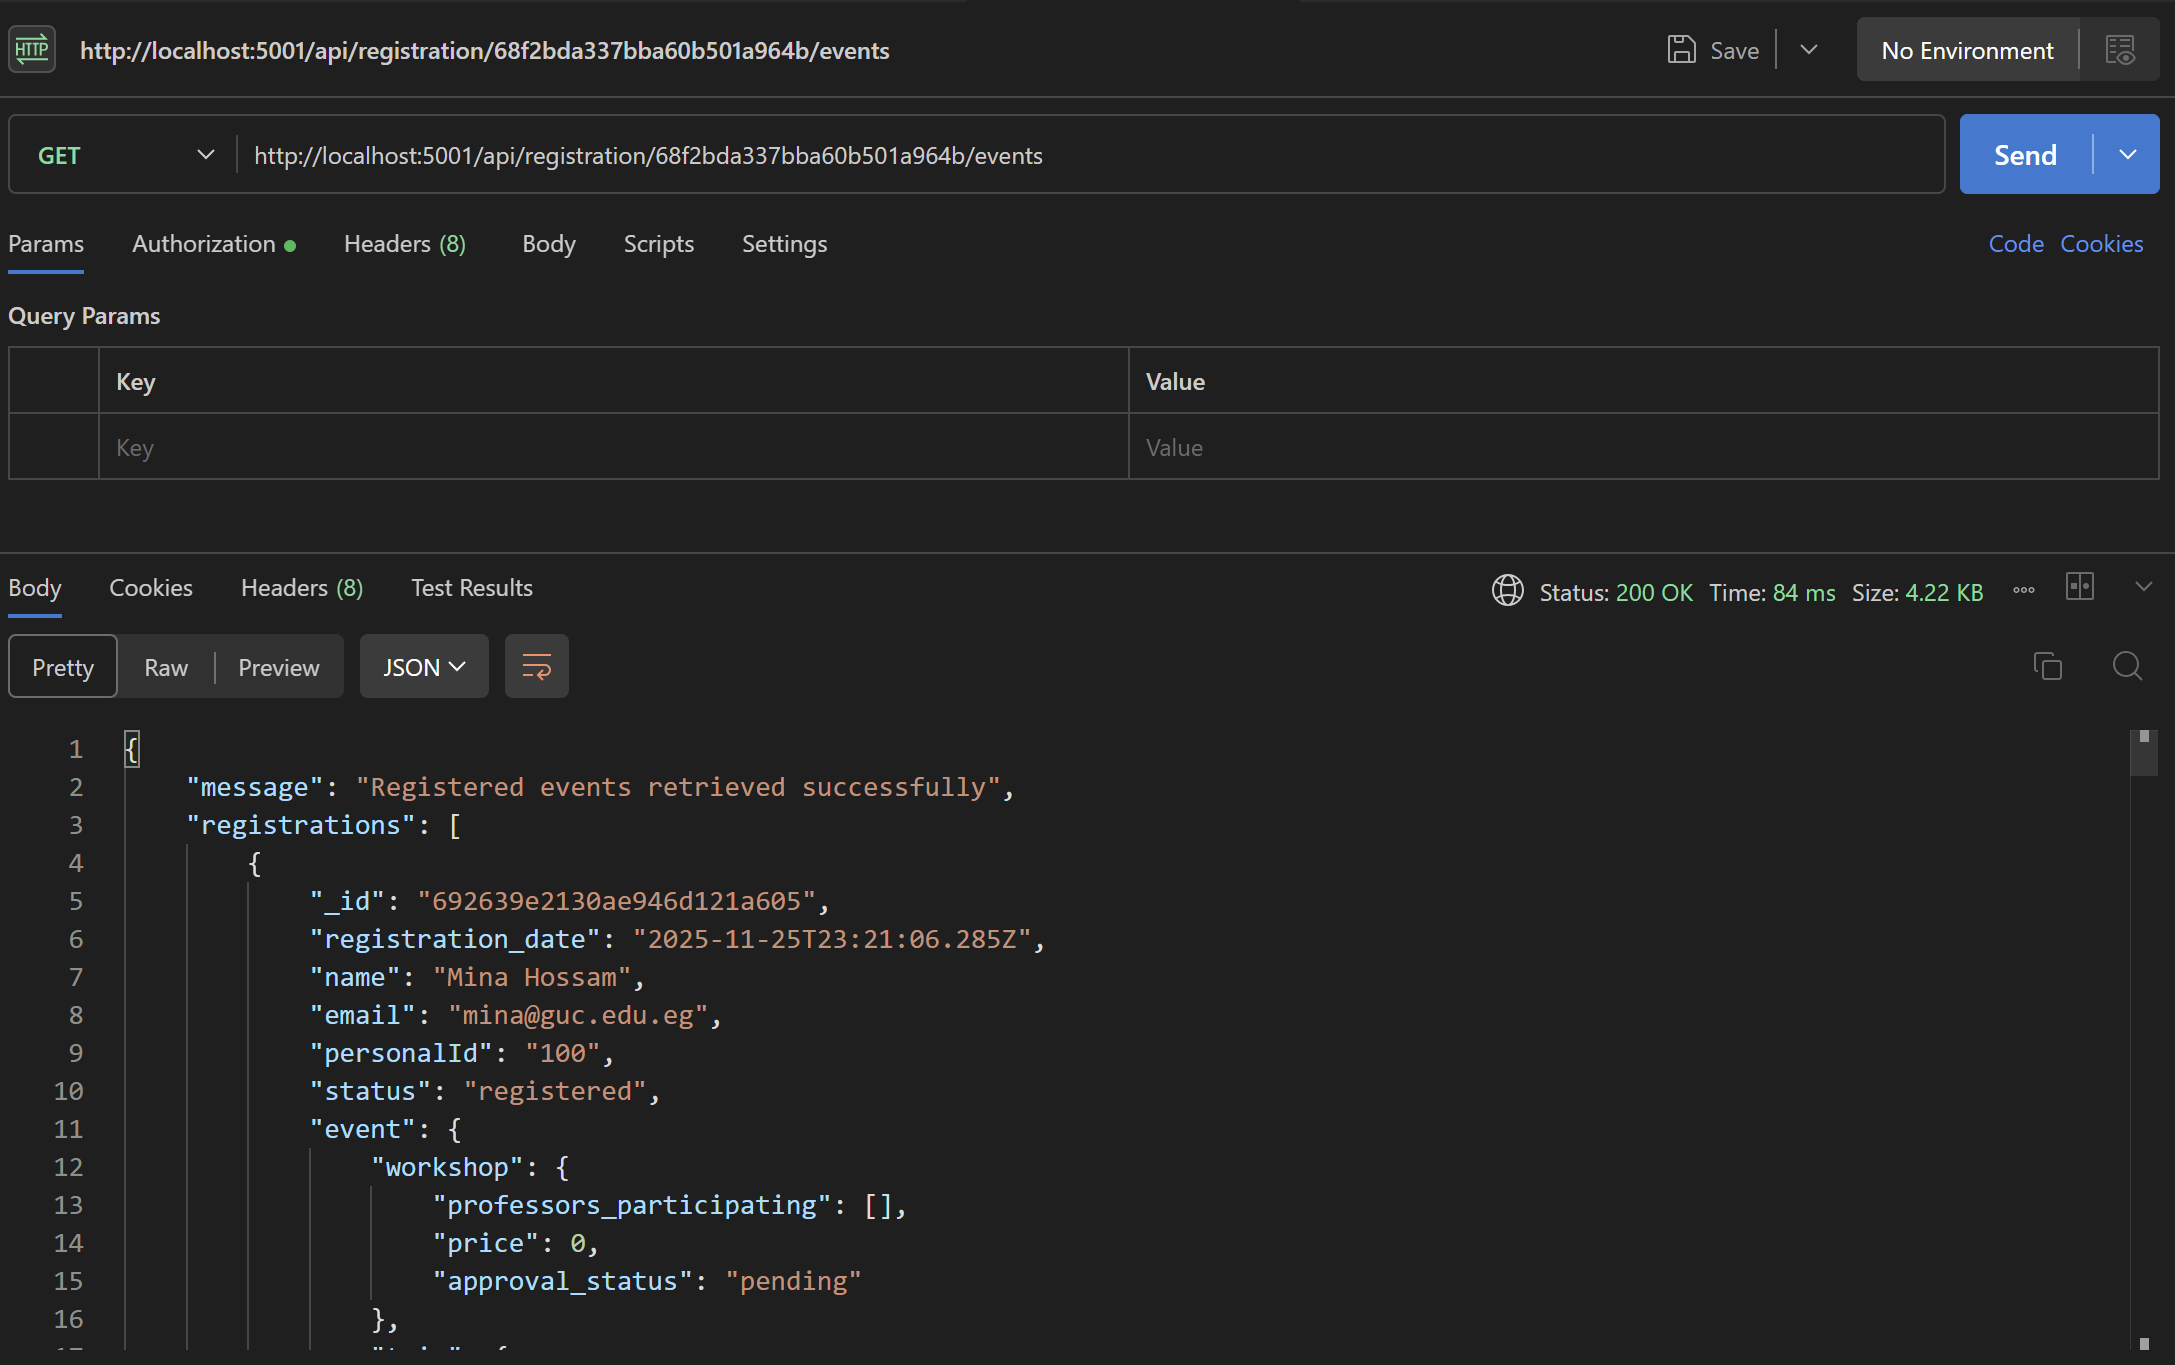 HTTP http://localhost:5001/api/registration/68f2bda337bba60b501a964b/events Save No Environment
GET http://localhost:5001/api/registration/68f2bda337bba60b501a964b/events Send
Params Authorization Headers (8) Body Scripts Settings Code Cookies
Query Params
Key Value
Key Value
Body Cookies Headers (8) Test Results Status: 200 OK Time: 84 ms Size: 4.22 KB
Pretty Raw Preview JSON
1 {
2 "message": "Registered events retrieved successfully",
3 "registrations": [
4 {
5 "_id": "692639e2130ae946d121a605",
6 "registration_date": "2025-11-25T23:21:06.285Z",
7 "name": "Mina Hossam",
8 "email": "mina@guc.edu.eg",
9 "personalId": "100",
10 "status": "registered",
11 "event": {
12 "workshop": {
13 "professors_participating": [],
14 "price": 0,
15 "approval_status": "pending"
16 },